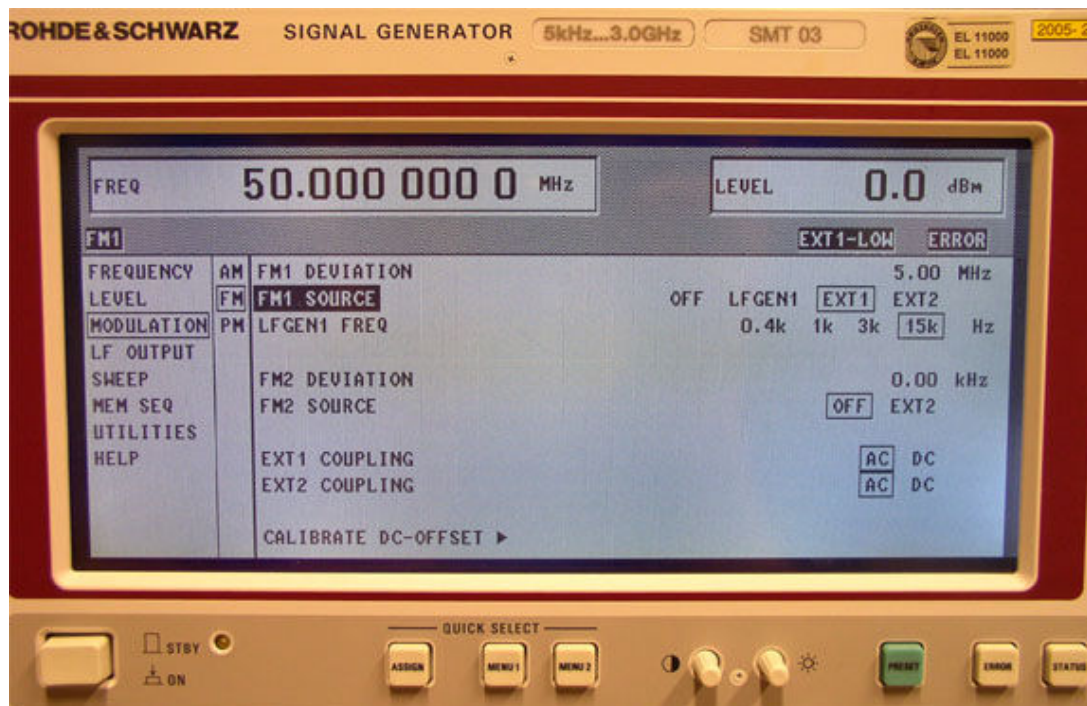 ROHDE&SCHWARZ SIGNAL GENERATOR 5kHz...3.0GHz SMT 03
EL 11000
EL 11000
2005-
FREQ 50.000 000 0 MHz LEVEL 0.0 dBm
FM1 EXT1-LOW ERROR
FREQUENCY AM FM1 DEVIATION 5.00 MHz
LEVEL FM FM1 SOURCE OFF LFGEN1 EXT1 EXT2
MODULATION PM LFGEN1 FREQ 0.4k 1k 3k 15k Hz
LF OUTPUT
SWEEP FM2 DEVIATION 0.00 kHz
MEM SEQ FM2 SOURCE OFF EXT2
UTILITIES
HELP EXT1 COUPLING AC DC
EXT2 COUPLING AC DC
CALIBRATE DC-OFFSET ▶
QUICK SELECT
STBY
ON
ASSIGN MENU 1 MENU 2 PRESET ERROR STATUS